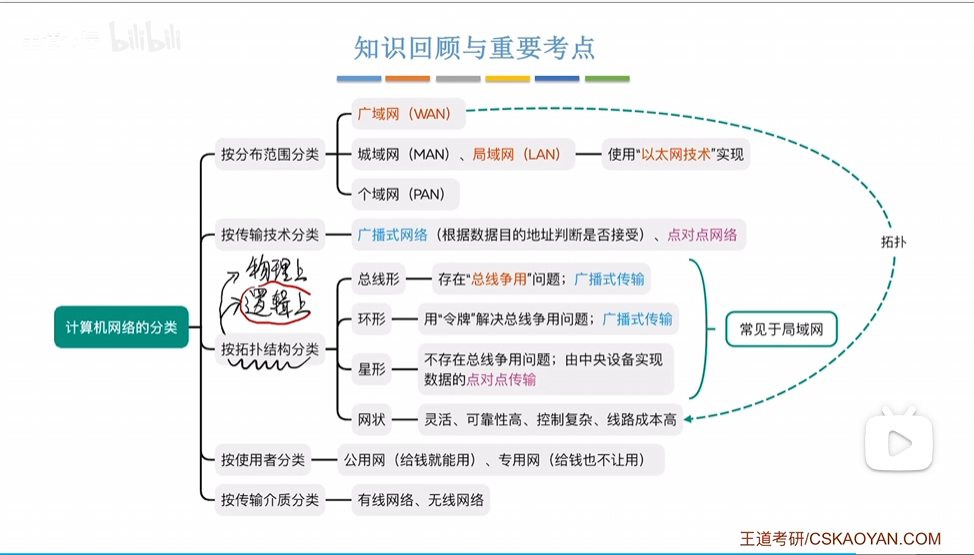 bilibili
知识回顾与重要考点
计算机网络的分类
按分布范围分类
广域网（WAN）
城域网（MAN）、局域网（LAN）
使用“以太网技术”实现
个域网（PAN）
按传输技术分类
广播式网络（根据数据目的地址判断是否接受）、点对点网络
拓扑
物理上
逻辑上
按拓扑结构分类
总线形
存在“总线争用”问题；广播式传输
环形
用“令牌”解决总线争用问题；广播式传输
星形
不存在总线争用问题；由中央设备实现
数据的点对点传输
网状
灵活、可靠性高、控制复杂、线路成本高
常见于局域网
按使用者分类
公用网（给钱就能用）、专用网（给钱也不让用）
按传输介质分类
有线网络、无线网络
王道考研/CSKAOYAN.COM